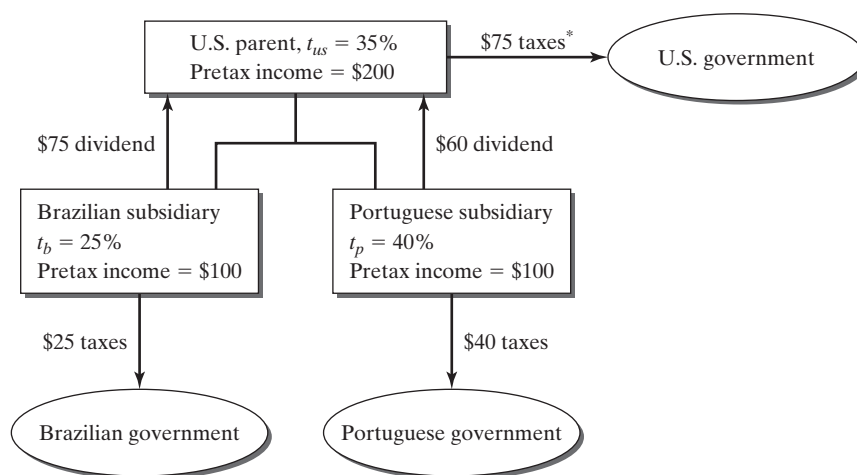 U.S. parent, t_us = 35%
Pretax income = $200
$75 taxes*
U.S. government
$75 dividend
$60 dividend
Brazilian subsidiary
t_b = 25%
Pretax income = $100
Portuguese subsidiary
t_p = 40%
Pretax income = $100
$25 taxes
$40 taxes
Brazilian government
Portuguese government